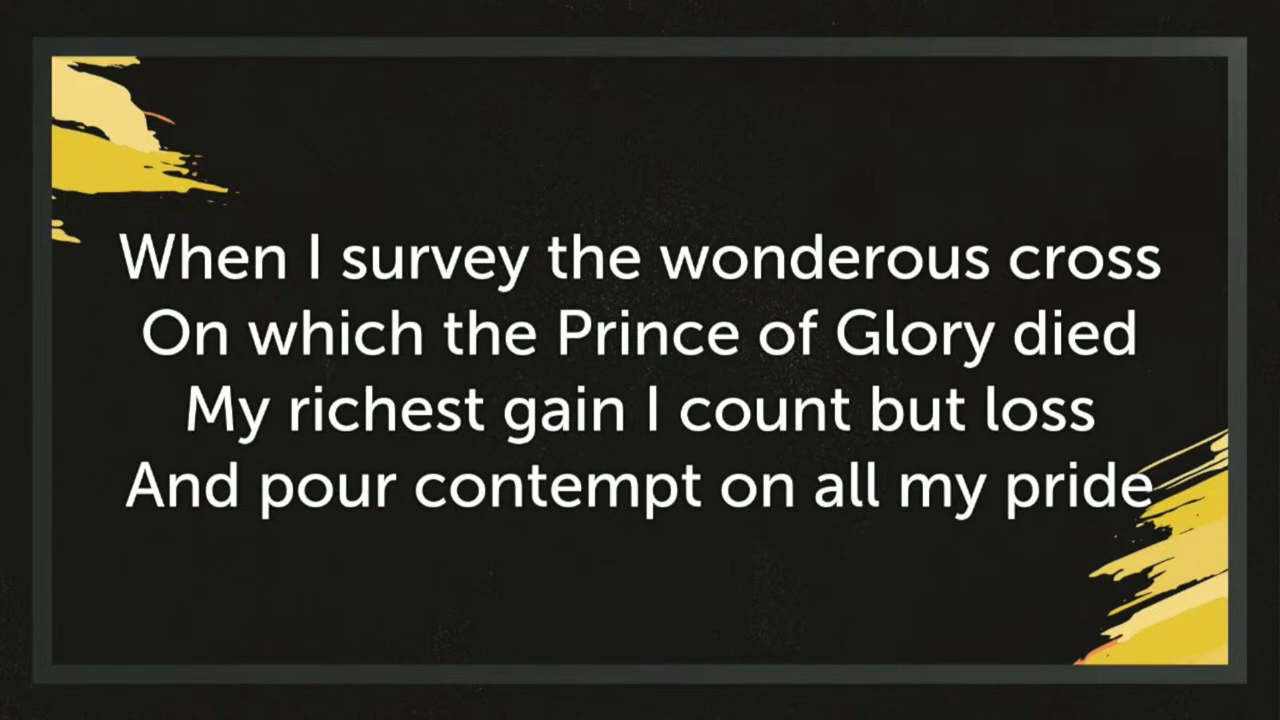 When I survey the wonderous cross
On which the Prince of Glory died
My richest gain I count but loss
And pour contempt on all my pride